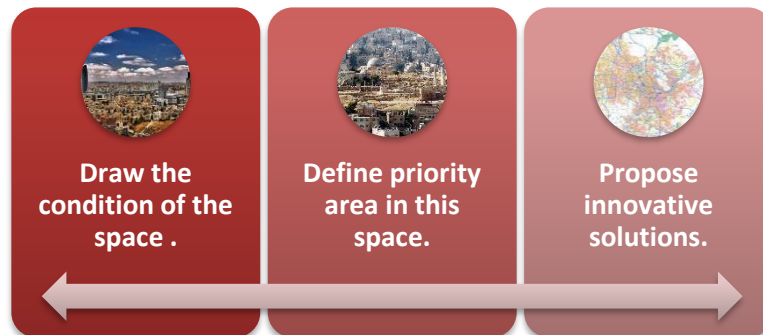 Draw the
condition of the
space .
Define priority
area in this
space.
Propose
innovative
solutions.